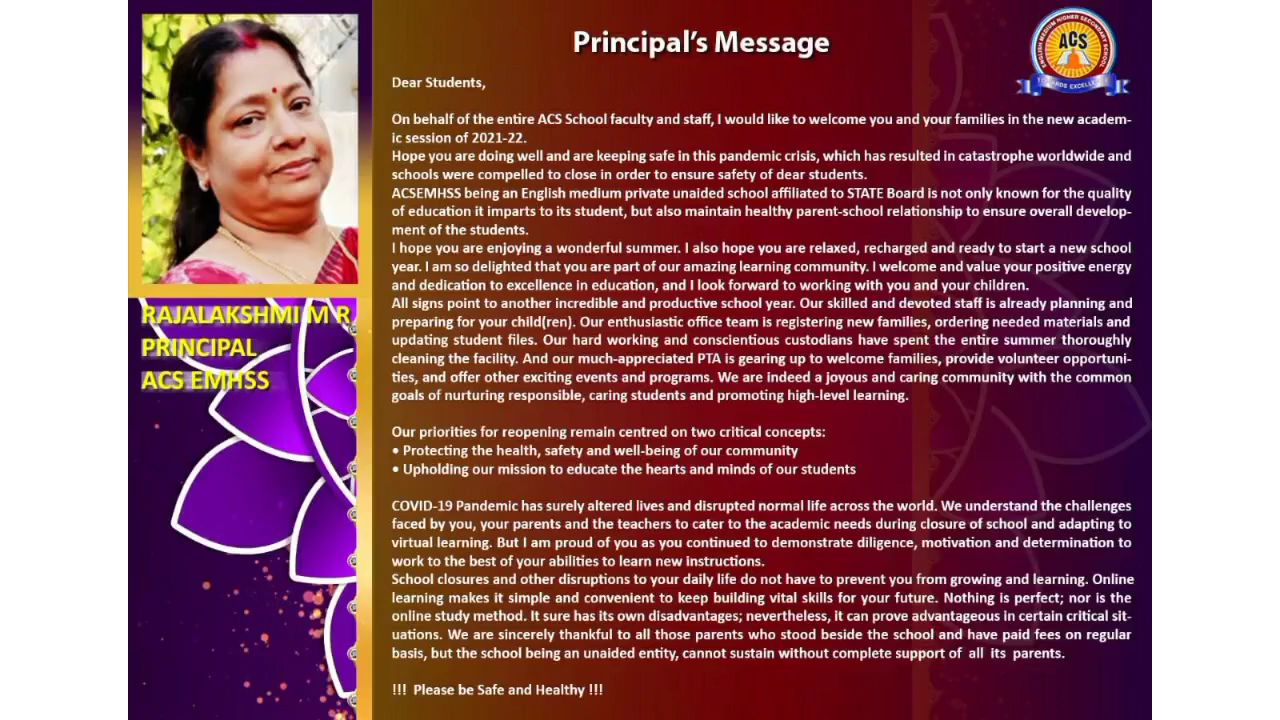 Principal's Message
ENGLISH MEDIUM HIGHER SECONDARY SCHOOL
ACS
Dear Students,
On behalf of the entire ACS School faculty and staff, I would like to welcome you and your families in the new academ-
ic session of 2021-22.
Hope you are doing well and are keeping safe in this pandemic crisis, which has resulted in catastrophe worldwide and
schools were compelled to close in order to ensure safety of dear students.
ACSEMHSS being an English medium private unaided school affiliated to STATE Board is not only known for the quality
of education it imparts to its student, but also maintain healthy parent-school relationship to ensure overall develop-
ment of the students.
I hope you are enjoying a wonderful summer. I also hope you are relaxed, recharged and ready to start a new school
year. I am so delighted that you are part of our amazing learning community. I welcome and value your positive energy
and dedication to excellence in education, and I look forward to working with you and your children.
All signs point to another incredible and productive school year. Our skilled and devoted staff is already planning and
preparing for your child(ren). Our enthusiastic office team is registering new families, ordering needed materials and
updating student files. Our hard working and conscientious custodians have spent the entire summer thoroughly
cleaning the facility. And our much-appreciated PTA is gearing up to welcome families, provide volunteer opportuni-
ties, and offer other exciting events and programs. We are indeed a joyous and caring community with the common
goals of nurturing responsible, caring students and promoting high-level learning.
Our priorities for reopening remain centred on two critical concepts:
• Protecting the health, safety and well-being of our community
• Upholding our mission to educate the hearts and minds of our students
COVID-19 Pandemic has surely altered lives and disrupted normal life across the world. We understand the challenges
faced by you, your parents and the teachers to cater to the academic needs during closure of school and adapting to
virtual learning. But I am proud of you as you continued to demonstrate diligence, motivation and determination to
work to the best of your abilities to learn new instructions.
School closures and other disruptions to your daily life do not have to prevent you from growing and learning. Online
learning makes it simple and convenient to keep building vital skills for your future. Nothing is perfect; nor is the
online study method. It sure has its own disadvantages; nevertheless, it can prove advantageous in certain critical sit-
uations. We are sincerely thankful to all those parents who stood beside the school and have paid fees on regular
basis, but the school being an unaided entity, cannot sustain without complete support of all its parents.
!!! Please be Safe and Healthy !!!
RAJALAKSHMI M R
PRINCIPAL
ACS EMHSS